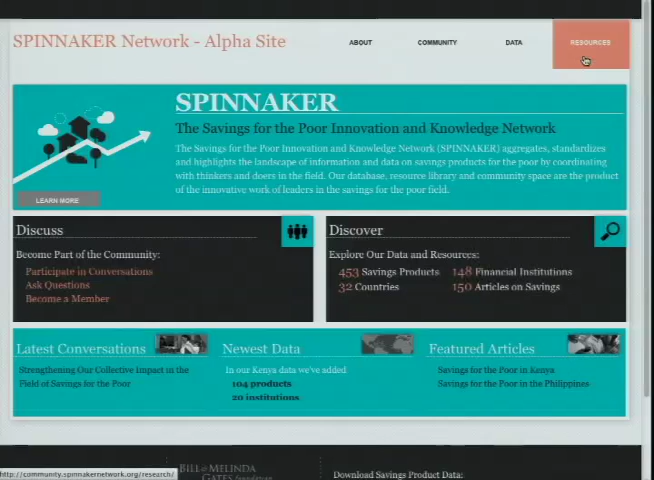 SPINNAKER Network - Alpha Site
ABOUT
COMMUNITY
DATA
RESOURCES
SPINNAKER
The Savings for the Poor Innovation and Knowledge Network
The Savings for the Poor Innovation and Knowledge Network (SPINNAKER) aggregates, standardizes
and highlights the landscape of information and data on savings products for the poor by coordinating
with thinkers and doers in the field. Our database, resource library and community space are the product
of the innovative work of leaders in the savings for the poor field.
LEARN MORE
Discuss
Become Part of the Community:
Participate in Conversations
Ask Questions
Become a Member
Discover
Explore Our Data and Resources:
453 Savings Products 148 Financial Institutions
32 Countries 150 Articles on Savings
Latest Conversations
Strengthening Our Collective Impact in the
Field of Savings for the Poor
Newest Data
In our Kenya data we've added
104 products
20 institutions
Featured Articles
Savings for the Poor in Kenya
Savings for the Poor in the Philippines
BILL & MELINDA
GATES foundation
Download Savings Product Data:
http://community.spinnakernetwork.org/research/